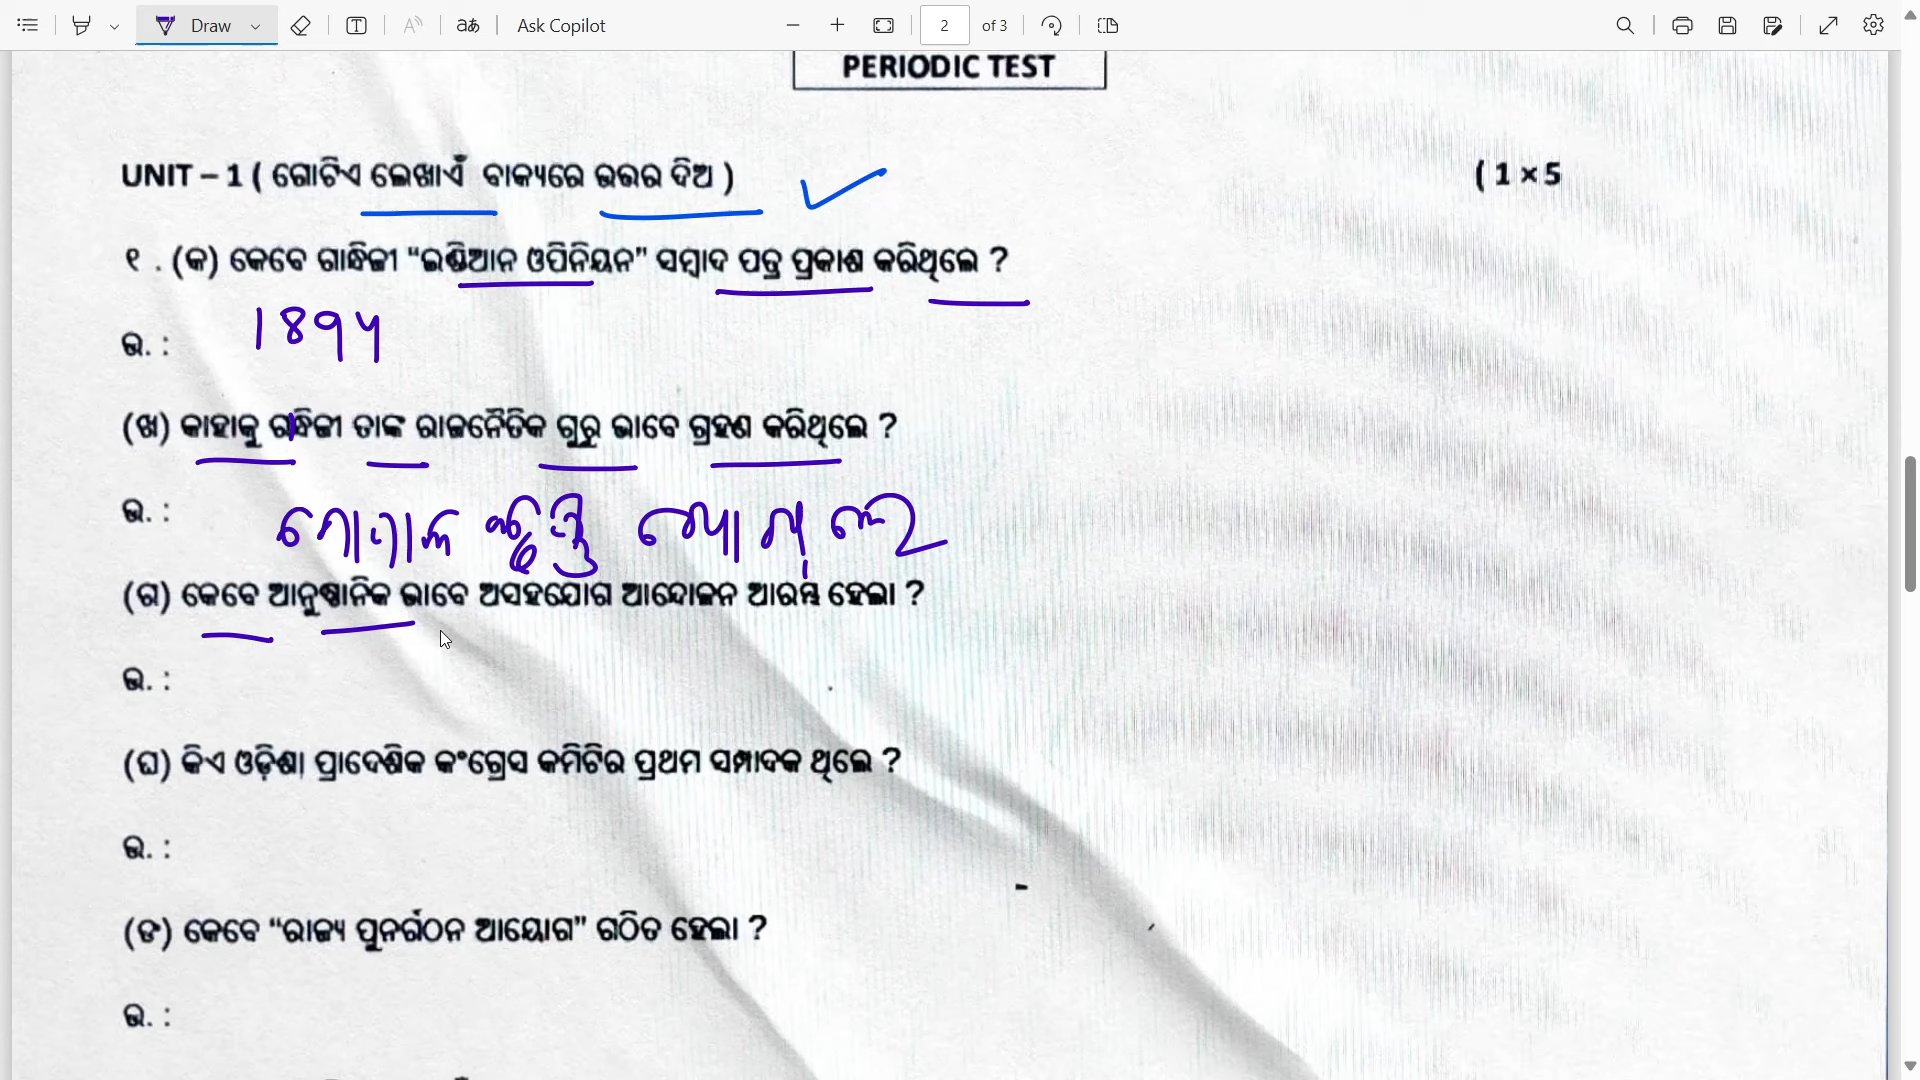 Draw Ask Copilot 2 of 3
PERIODIC TEST
UNIT – 1 ( ଗୋଟିଏ ଲେଖାଏଁ ବାକ୍ୟରେ ଉତ୍ତର ଦିଅ ) ( 1 × 5
୧ . (କ) କେବେ ଗାନ୍ଧିଜୀ “ଇଣ୍ଡିଆନ ଓପିନିୟନ” ସମ୍ବାଦ ପତ୍ର ପ୍ରକାଶ କରିଥିଲେ ?
ଉ. :
(ଖ) କାହାକୁ ଗାନ୍ଧିଜୀ ତାଙ୍କ ରାଜନୈତିକ ଗୁରୁ ଭାବେ ଗ୍ରହଣ କରିଥିଲେ ?
ଉ. : ଗୋପାଳ କୃଷ୍ଣ ଗୋଖଲେ
(ଗ) କେବେ ଆନୁଷ୍ଠାନିକ ଭାବେ ଅସହଯୋଗ ଆନ୍ଦୋଳନ ଆରମ୍ଭ ହେଲା ?
ଉ. :
(ଘ) କିଏ ଓଡ଼ିଶା ପ୍ରାଦେଶିକ କଂଗ୍ରେସ କମିଟିର ପ୍ରଥମ ସମ୍ପାଦକ ଥିଲେ ?
ଉ. :
(ଙ) କେବେ “ରାଜ୍ୟ ପୁନର୍ଗଠନ ଆୟୋଗ” ଗଠିତ ହେଲା ?
ଉ. :